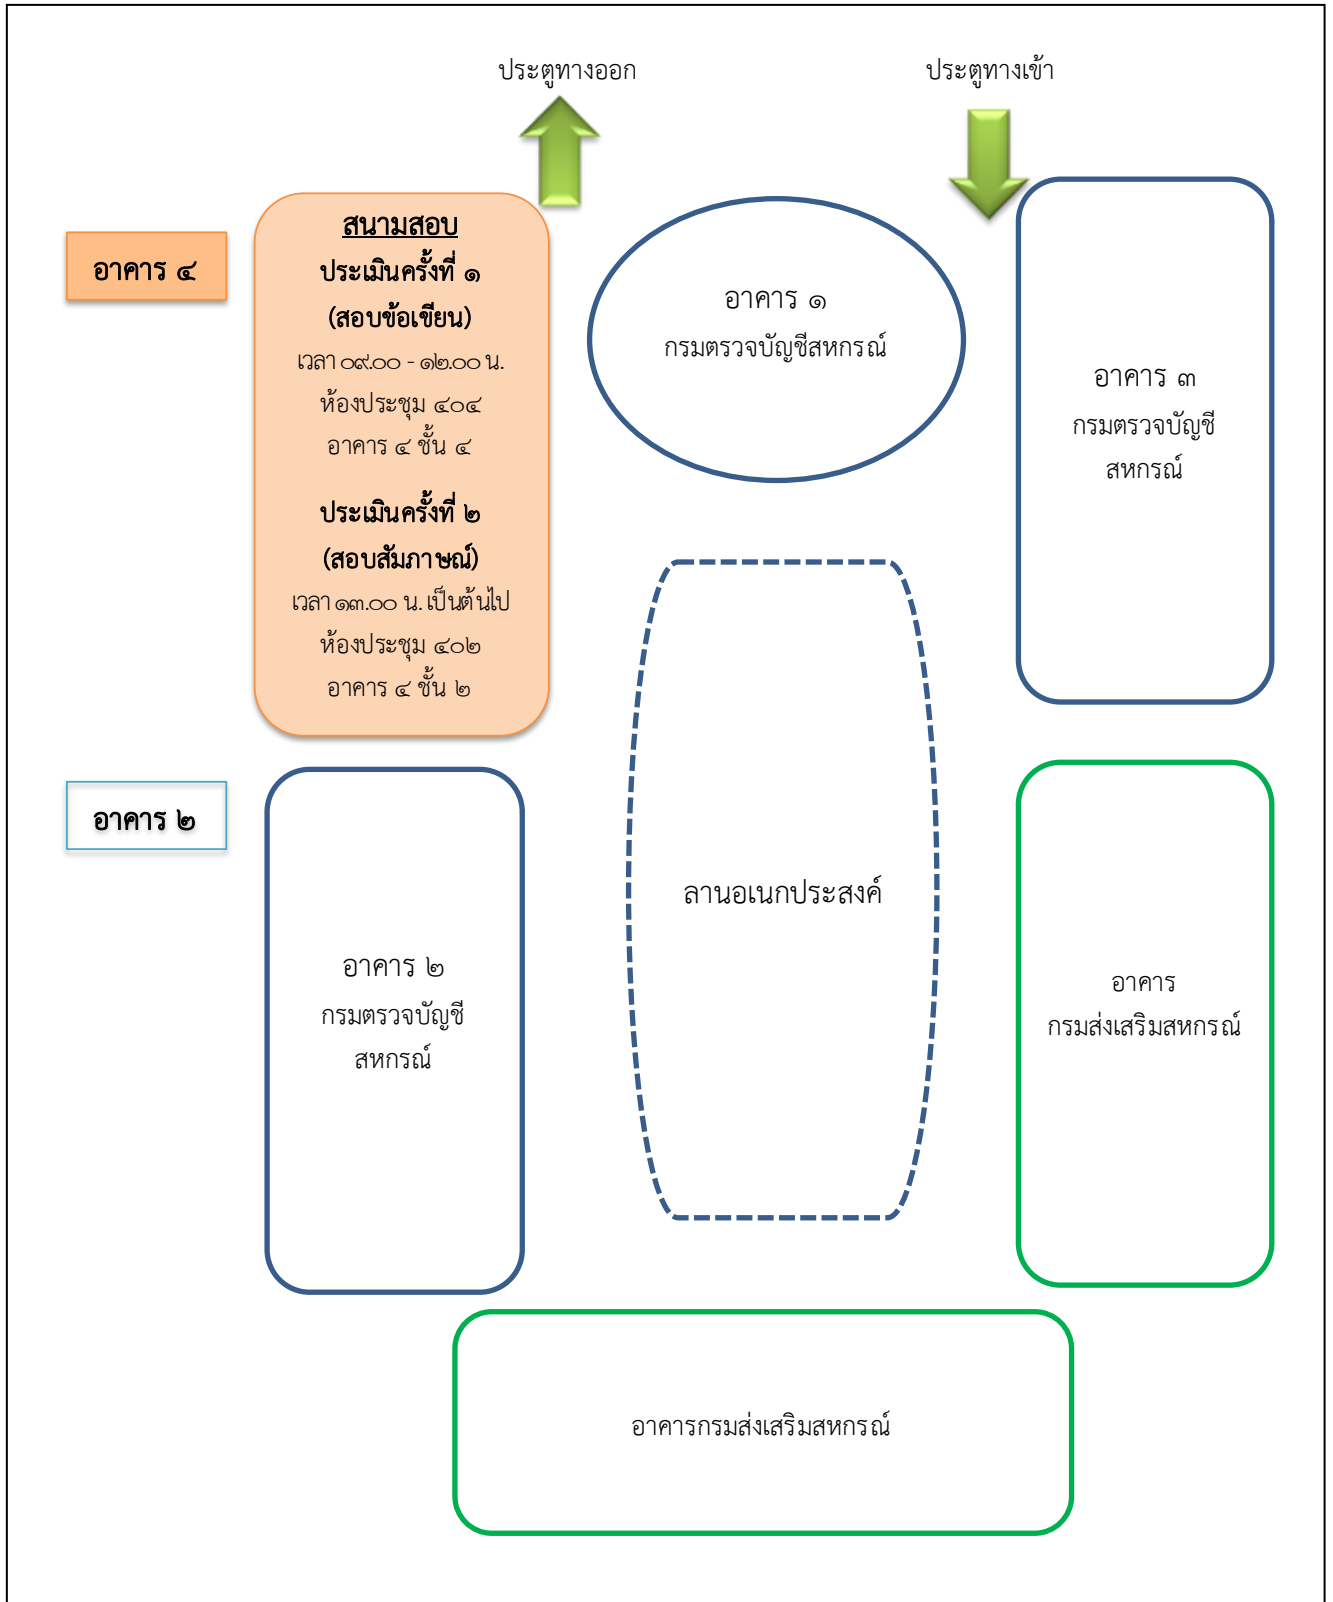 ประตูทางออก
ประตูทางเข้า
อาคาร ๔
สนามสอบ
ประเมินครั้งที่ ๑
(สอบข้อเขียน)
เวลา ๐๙.๐๐ - ๑๒.๐๐ น.
ห้องประชุม ๔๐๔
อาคาร ๔ ชั้น ๔
ประเมินครั้งที่ ๒
(สอบสัมภาษณ์)
เวลา ๑๓.๐๐ น. เป็นต้นไป
ห้องประชุม ๔๐๒
อาคาร ๔ ชั้น ๒
อาคาร ๑
กรมตรวจบัญชีสหกรณ์
อาคาร ๓
กรมตรวจบัญชี
สหกรณ์
อาคาร ๒
อาคาร ๒
กรมตรวจบัญชี
สหกรณ์
ลานอเนกประสงค์
อาคาร
กรมส่งเสริมสหกรณ์
อาคารกรมส่งเสริมสหกรณ์